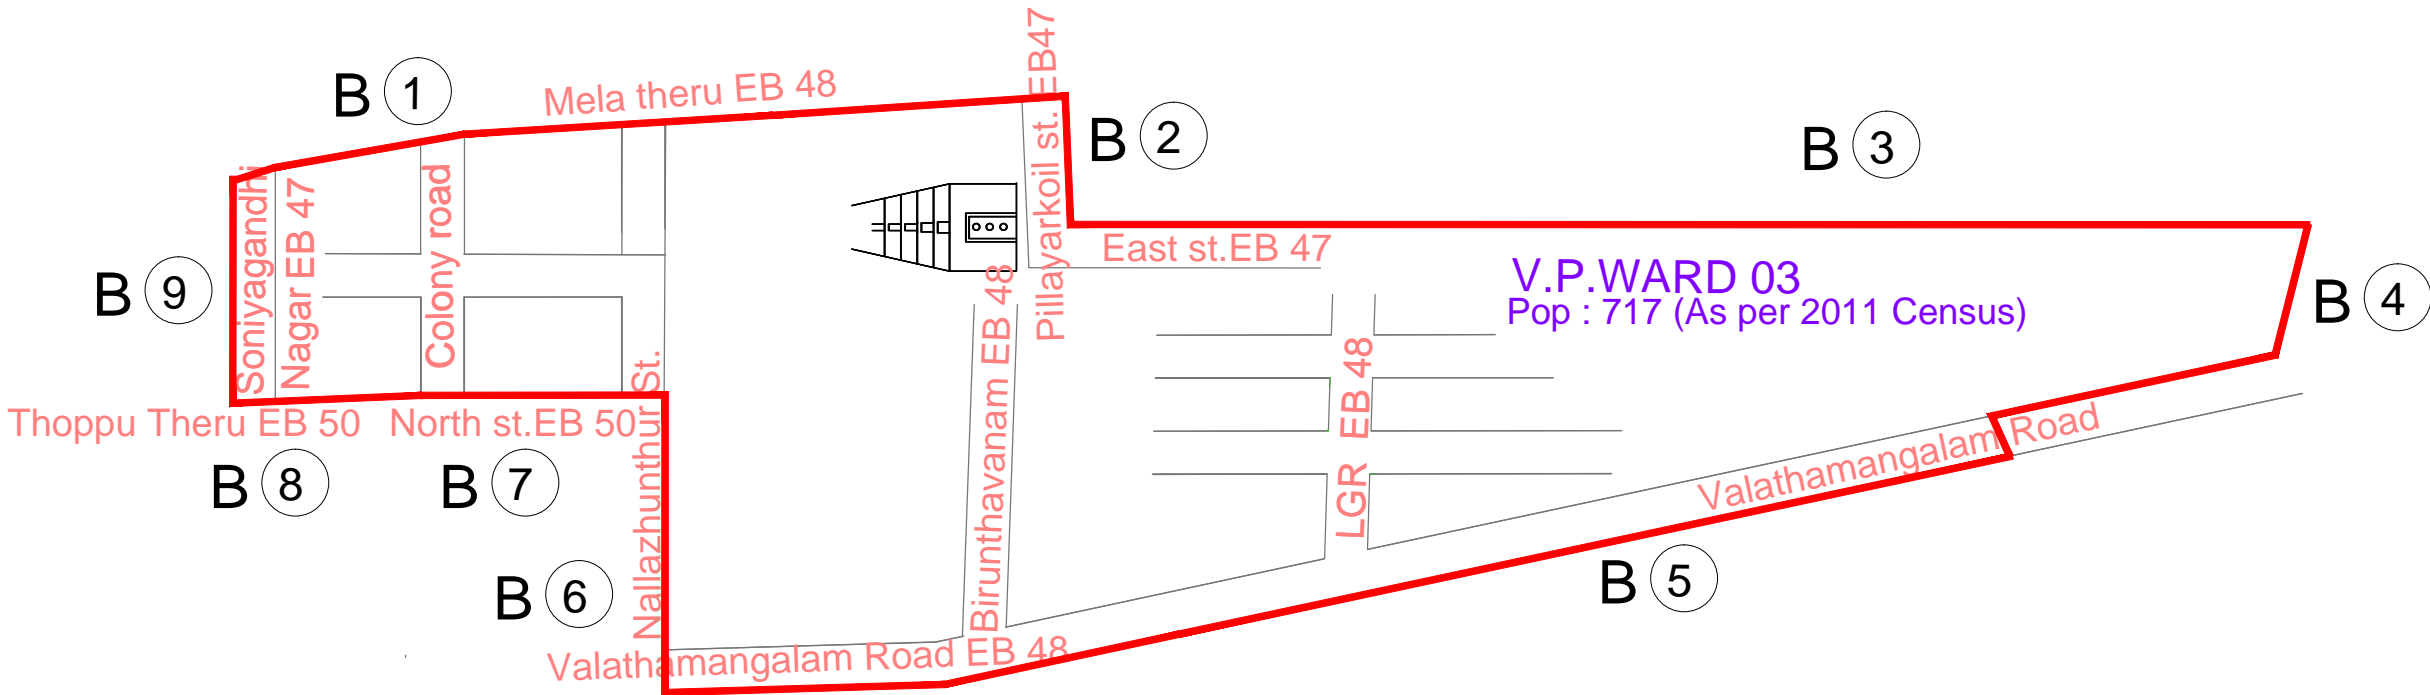 B 1
Mela theru EB 48
Pillayarkoil st. EB47
B 2
B 3
Soniyagandhi
Nagar EB 47
Colony road
East st.EB 47
V.P.WARD 03
Pop : 717 (As per 2011 Census)
B 9
B 4
Birunthavanam EB 48
LGR EB 48
Nallazhunthur St.
Thoppu Theru EB 50
North st.EB 50
Valathamangalam Road
B 8
B 7
B 6
B 5
Valathamangalam Road EB 48